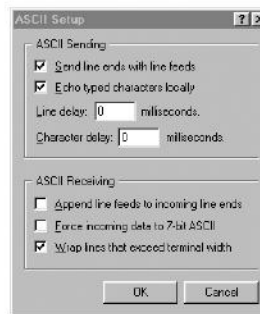 ASCII Setup
ASCII Sending
Send line ends with line feeds
Echo typed characters locally
Line delay: 0 milliseconds.
Character delay: 0 milliseconds.
ASCII Receiving
Append line feeds to incoming line ends
Force incoming data to 7-bit ASCII
Wrap lines that exceed terminal width
OK Cancel